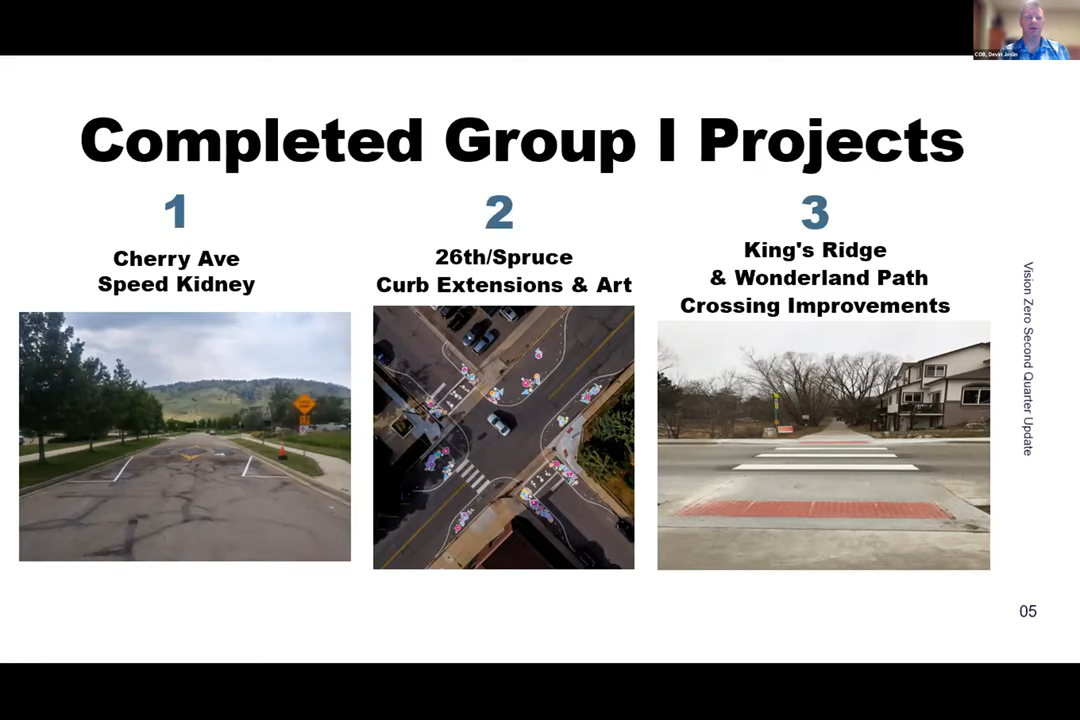 COB, Devin Joslin
Completed Group I Projects
1
Cherry Ave
Speed Kidney
2
26th/Spruce
Curb Extensions & Art
3
King's Ridge
& Wonderland Path
Crossing Improvements
Vision Zero Second Quarter Update
05